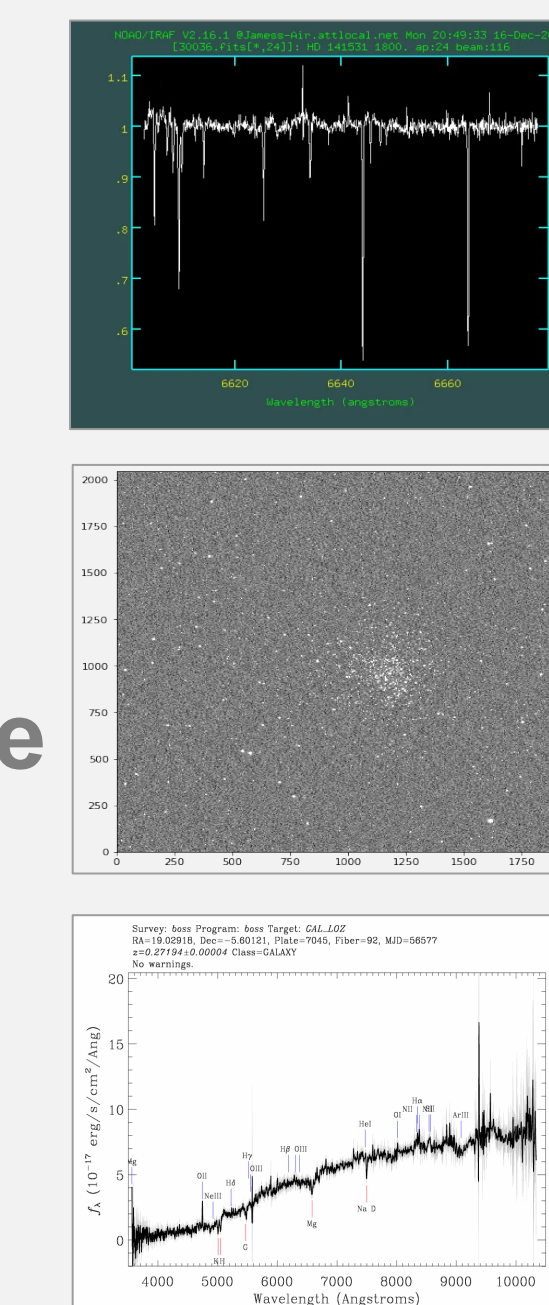 NOAO/IRAF V2.16.1 @Jamess-Air.attlocal.net Mon 20:49:33 16-Dec-20
[30036.fits[*,24]]: HD 141531 1800. ap:24 beam:116
1.1
1
.9
.8
.7
.6
6620 6640 6660
Wavelength (angstroms)
2000
1750
1500
1250
1000
750
500
250
0
0 250 500 750 1000 1250 1500 1750
e
Survey: boss Program: boss Target: GAL_LOZ
RA=19.02918, Dec=−5.60121, Plate=7045, Fiber=92, MJD=56577
z=0.27194±0.00004 Class=GALAXY
No warnings.
20
15
10
5
0
f_λ (10⁻¹⁷ erg/s/cm²/Ang)
Mg OII NeIII Hδ Hγ OIII Hβ OIII HeI OI NII Hα ArIII
K H G Mg Na D
4000 5000 6000 7000 8000 9000 10000
Wavelength (Angstroms)